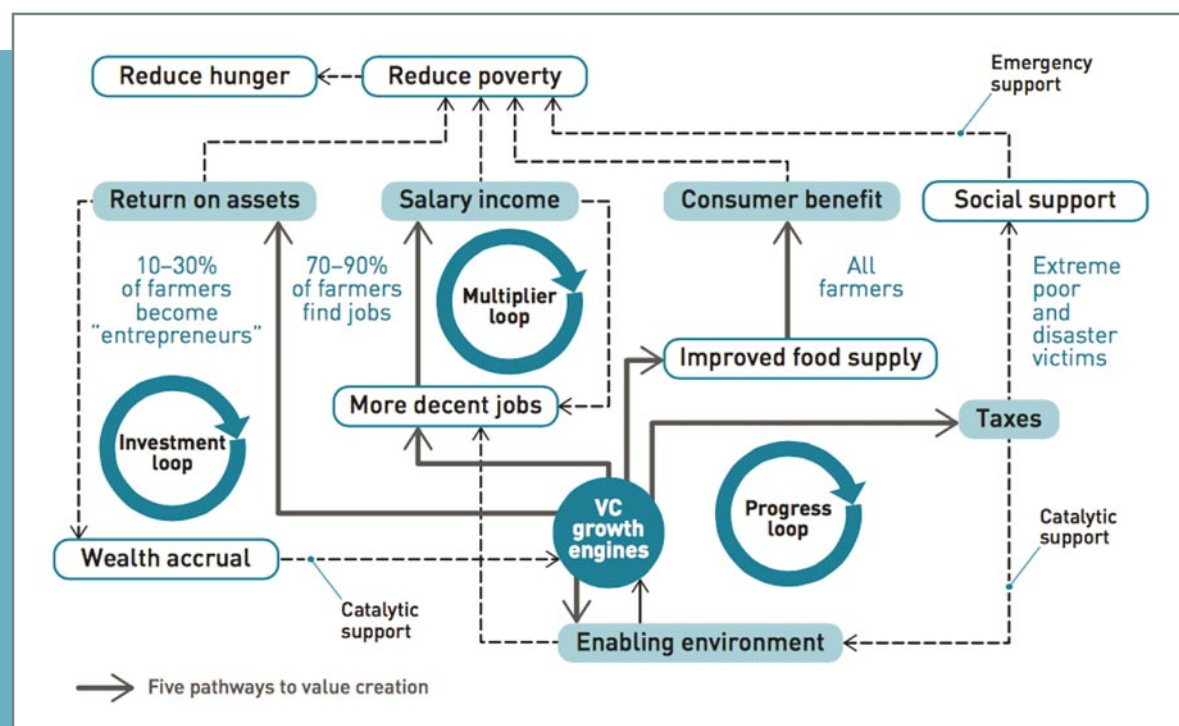 Reduce hunger
Reduce poverty
Emergency
support
Return on assets
Salary income
Consumer benefit
Social support
10–30%
of farmers
become
“entrepreneurs”
70–90%
of farmers
find jobs
Multiplier
loop
All
farmers
Extreme
poor
and
disaster
victims
Improved food supply
More decent jobs
Taxes
Investment
loop
VC
growth
engines
Progress
loop
Catalytic
support
Wealth accrual
Catalytic
support
Enabling environment
Five pathways to value creation